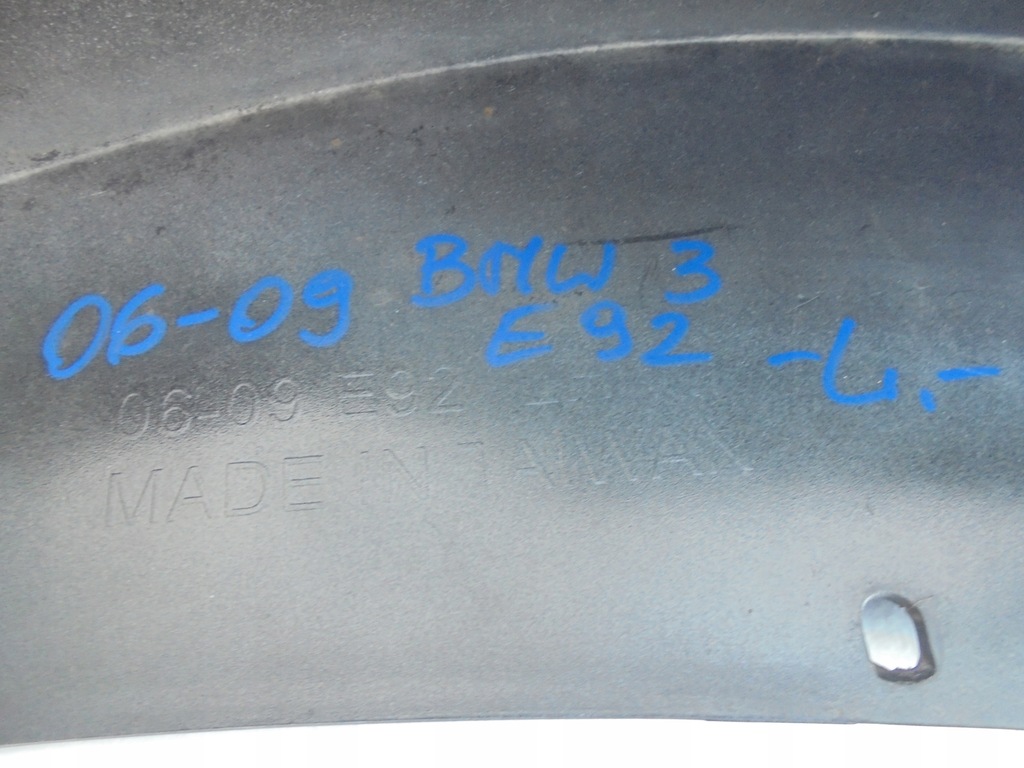 06-09 BMW 3
E92 -L.-
06-09 E92
MADE IN TAIWAN